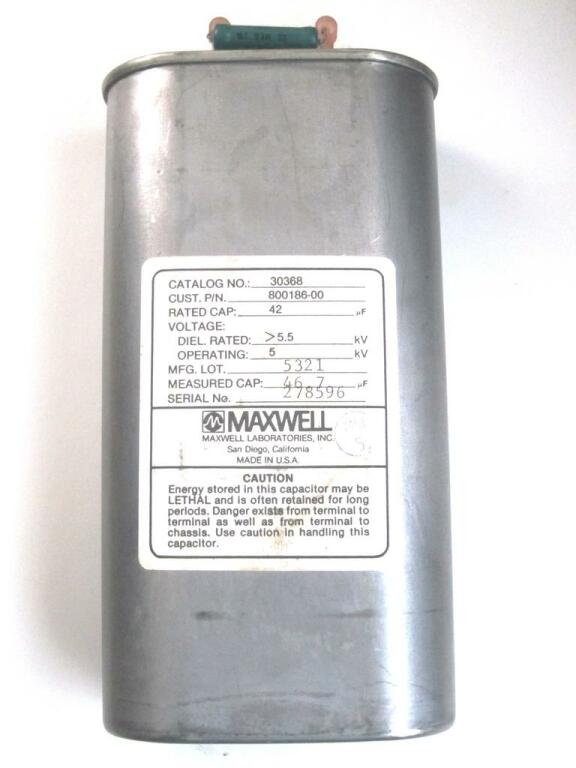 CATALOG NO.: 30368
CUST. P/N. 800186-00
RATED CAP: 42 µF
VOLTAGE:
DIEL. RATED: >5.5 kV
OPERATING: 5 kV
MFG. LOT. 5321
MEASURED CAP: 46.7 µF
SERIAL No. 278596
MAXWELL
MAXWELL LABORATORIES, INC.
San Diego, California
MADE IN U.S.A.
CAUTION
Energy stored in this capacitor may be
LETHAL and is often retained for long
periods. Danger exists from terminal to
terminal as well as from terminal to
chassis. Use caution in handling this
capacitor.